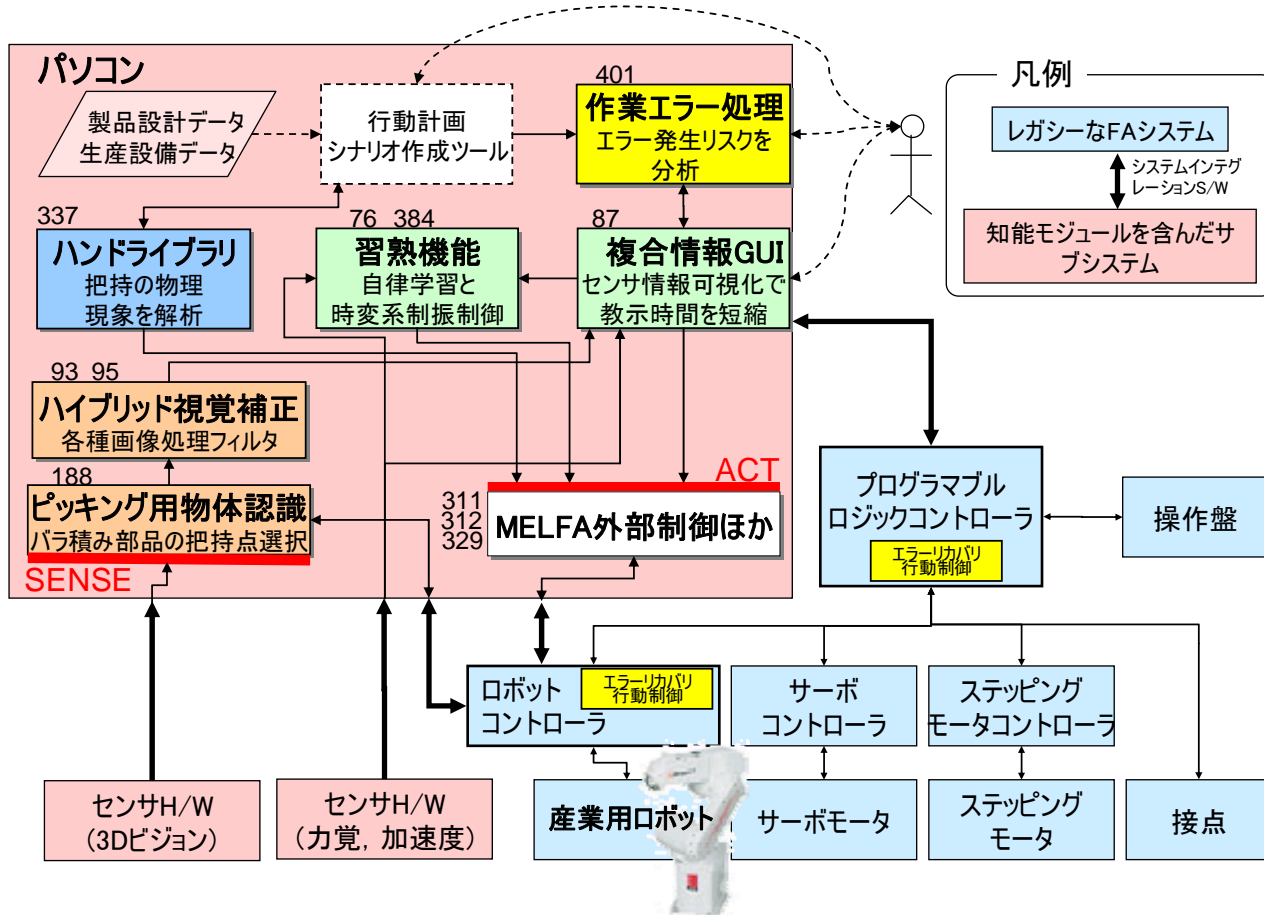 パソコン
製品設計データ
生産設備データ
行動計画
シナリオ作成ツール
401
作業エラー処理
エラー発生リスクを
分析
凡例
レガシーなFAシステム
システムインテグ
レーションS/W
知能モジュールを含んだサ
ブシステム
337
ハンドライブラリ
把持の物理
現象を解析
76 384
習熟機能
自律学習と
時変系制振制御
87
複合情報GUI
センサ情報可視化で
教示時間を短縮
93 95
ハイブリッド視覚補正
各種画像処理フィルタ
188
ピッキング用物体認識
バラ積み部品の把持点選択
SENSE
ACT
311
312
329
MELFA外部制御ほか
プログラマブル
ロジックコントローラ
エラーリカバリ
行動制御
操作盤
ロボット
コントローラ
エラーリカバリ
行動制御
サーボ
コントローラ
ステッピング
モータコントローラ
センサH/W
(3Dビジョン)
センサH/W
(力覚, 加速度)
産業用ロボット
サーボモータ
ステッピング
モータ
接点